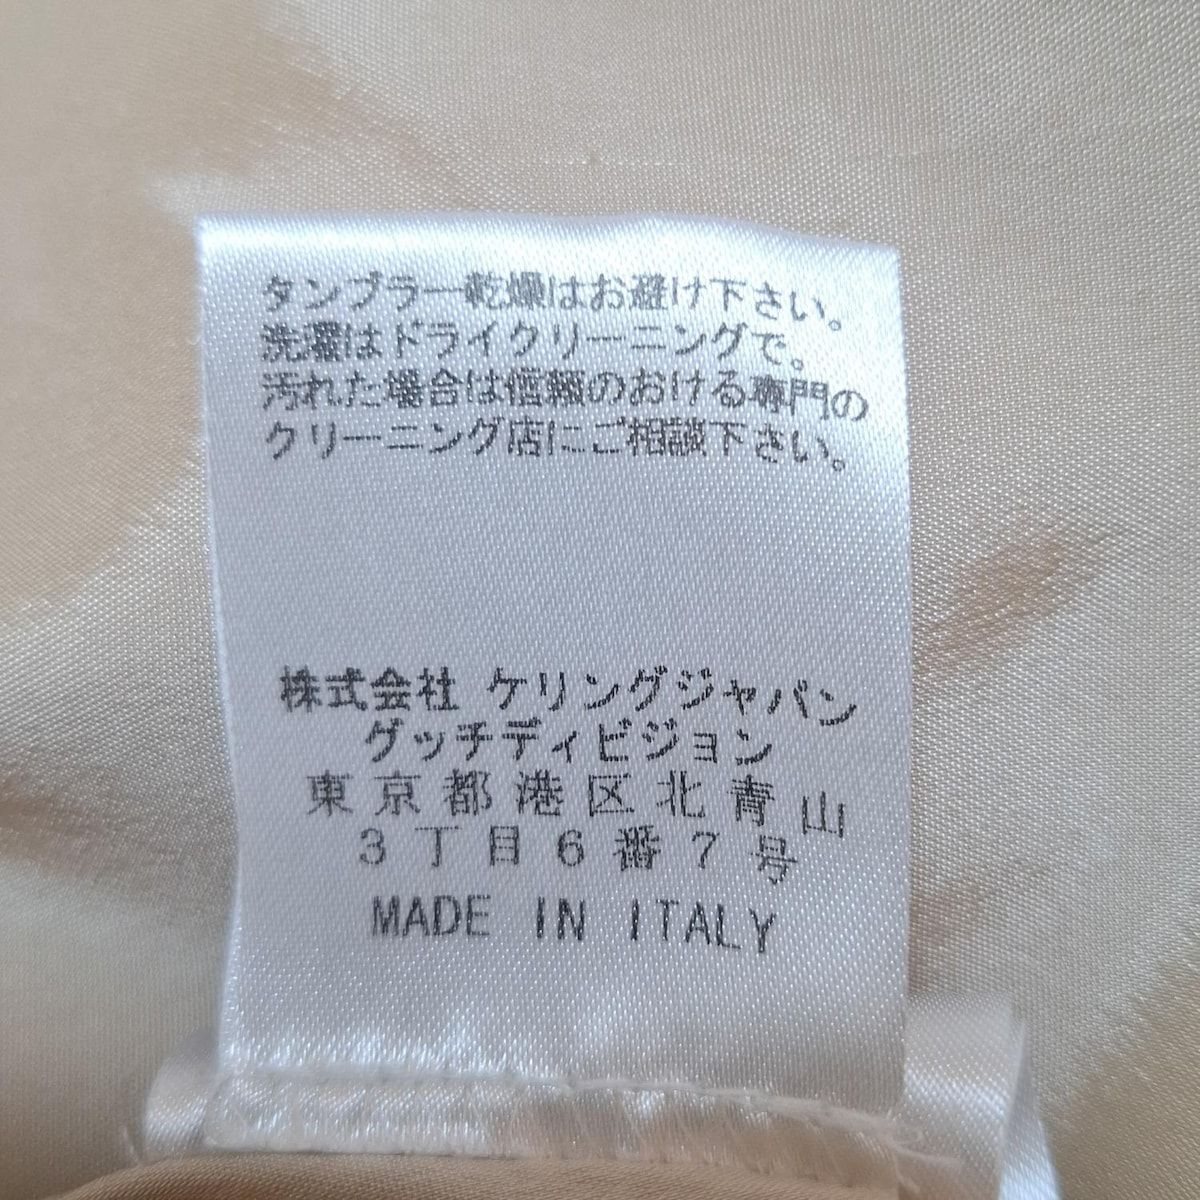 タンブラー乾燥はお避け下さい。
洗濯はドライクリーニングで。
汚れた場合は信頼のおける専門の
クリーニング店にご相談下さい。
株式会社 ケリングジャパン
グッチディビジョン
東京都港区北青山
3丁目6番7号
MADE IN ITALY